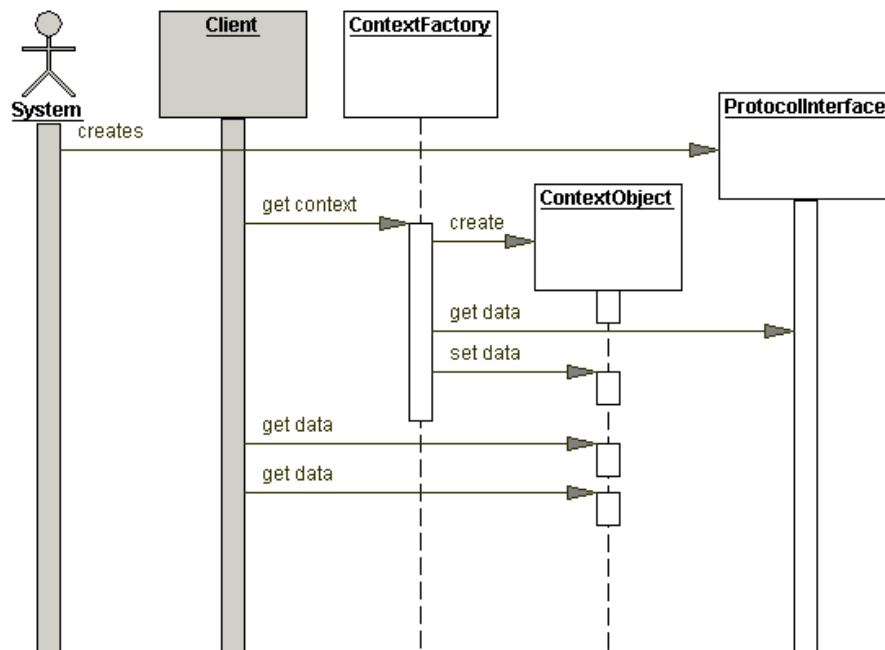 Client
ContextFactory
System
ProtocolInterface
creates
ContextObject
get context
create
get data
set data
get data
get data